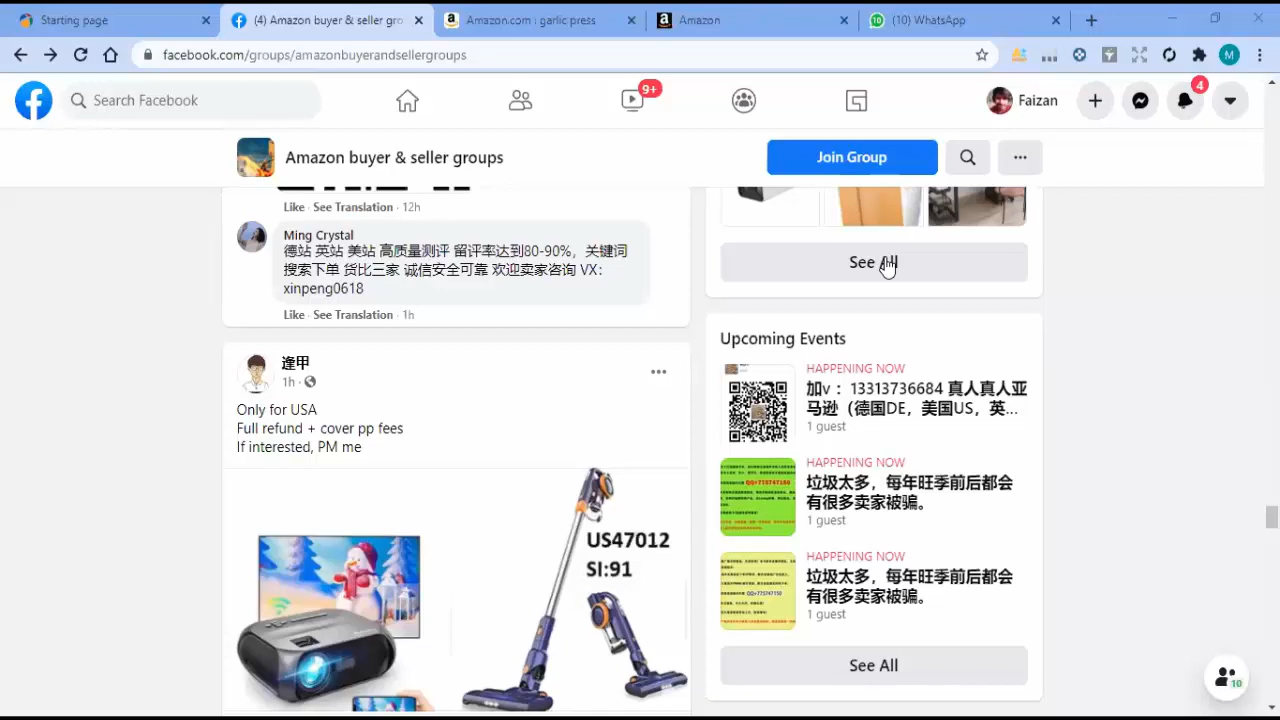 Starting page
(4) Amazon buyer & seller gro
Amazon.com : garlic press
Amazon
(10) WhatsApp
facebook.com/groups/amazonbuyerandsellergroups
M
Search Facebook
9+
Faizan
4
Amazon buyer & seller groups
Join Group
Like · See Translation · 12h
Ming Crystal
德站 英站 美站 高质量测评 留评率达到80-90%，关键词
搜索下单 货比三家 诚信安全可靠 欢迎卖家咨询 VX：
xinpeng0618
Like · See Translation · 1h
逢甲
1h ·
Only for USA
Full refund + cover pp fees
If interested, PM me
US47012
SI:91
See All
Upcoming Events
HAPPENING NOW
加v： 13313736684 真人真人亚
马逊（德国DE，美国US，英...
1 guest
HAPPENING NOW
垃圾太多，每年旺季前后都会
有很多卖家被骗。
1 guest
HAPPENING NOW
垃圾太多，每年旺季前后都会
有很多卖家被骗。
1 guest
See All
10